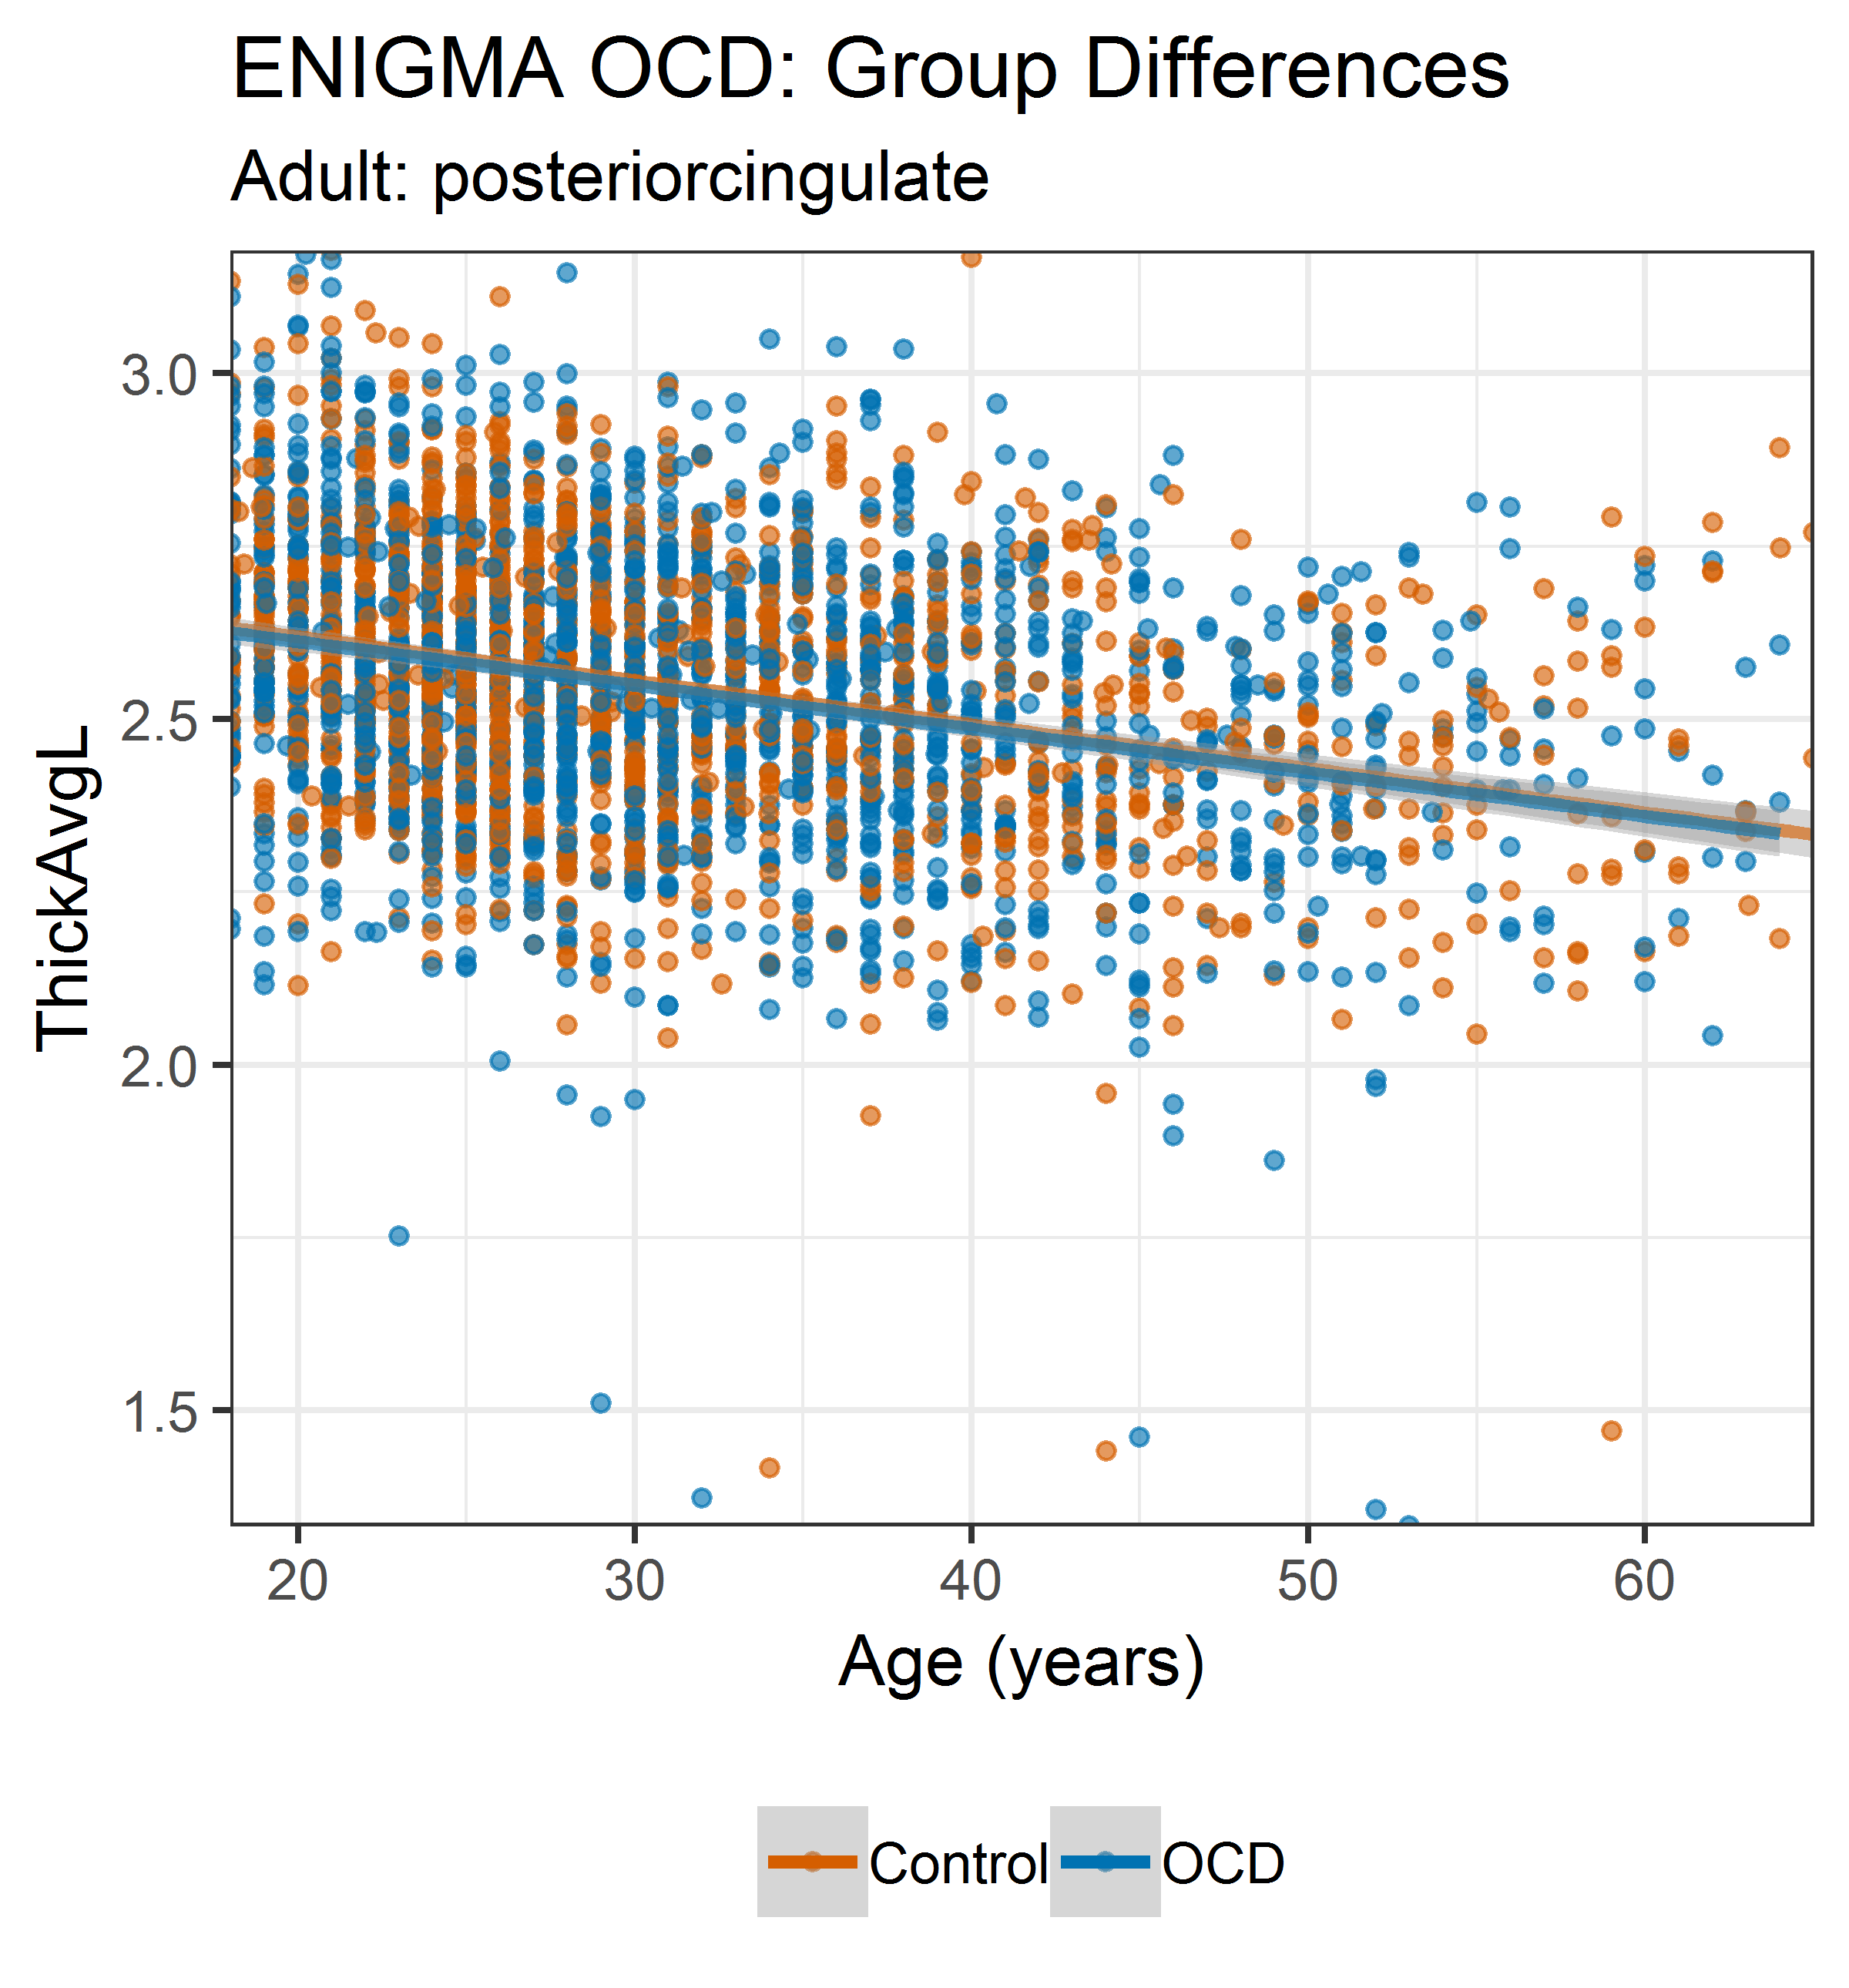 ENIGMA OCD: Group Differences
Adult: posteriorcingulate
ThickAvgL
3.0
2.5
2.0
1.5
20 30 40 50 60
Age (years)
Control OCD